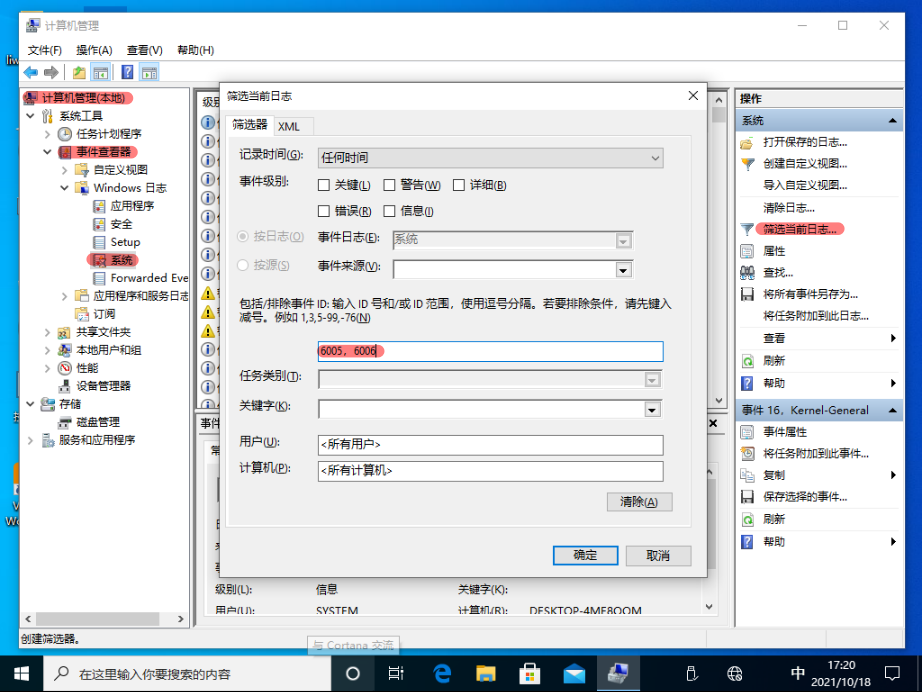 计算机管理
文件(F) 操作(A) 查看(V) 帮助(H)
计算机管理(本地)
系统工具
任务计划程序
事件查看器
自定义视图
Windows 日志
应用程序
安全
Setup
系统
Forwarded Eve
应用程序和服务日志
订阅
共享文件夹
本地用户和组
性能
设备管理器
存储
磁盘管理
服务和应用程序
级别
筛选当前日志
筛选器 XML
记录时间(G): 任何时间
事件级别: 关键(L) 警告(W) 详细(B)
错误(R) 信息(I)
按日志(O) 事件日志(E): 系统
按源(S) 事件来源(V):
包括/排除事件 ID: 输入 ID 号和/或 ID 范围，使用逗号分隔。若要排除条件，请先键入
减号。例如 1,3,5-99,-76(N)
6005，6006
任务类别(T):
关键字(K):
用户(U): <所有用户>
计算机(P): <所有计算机>
清除(A)
确定 取消
事件
级别(L): 信息 关键字(K):
用户(U): SYSTEM 计算机(R): DESKTOP-4MF8OOM
操作
系统
打开保存的日志...
创建自定义视图...
导入自定义视图...
清除日志...
筛选当前日志...
属性
查找...
将所有事件另存为...
将任务附加到此日志...
查看
刷新
帮助
事件 16，Kernel-General
事件属性
将任务附加到此事件...
复制
保存选择的事件...
刷新
帮助
创建筛选器。
与 Cortana 交流
在这里输入你要搜索的内容
中
17:20
2021/10/18